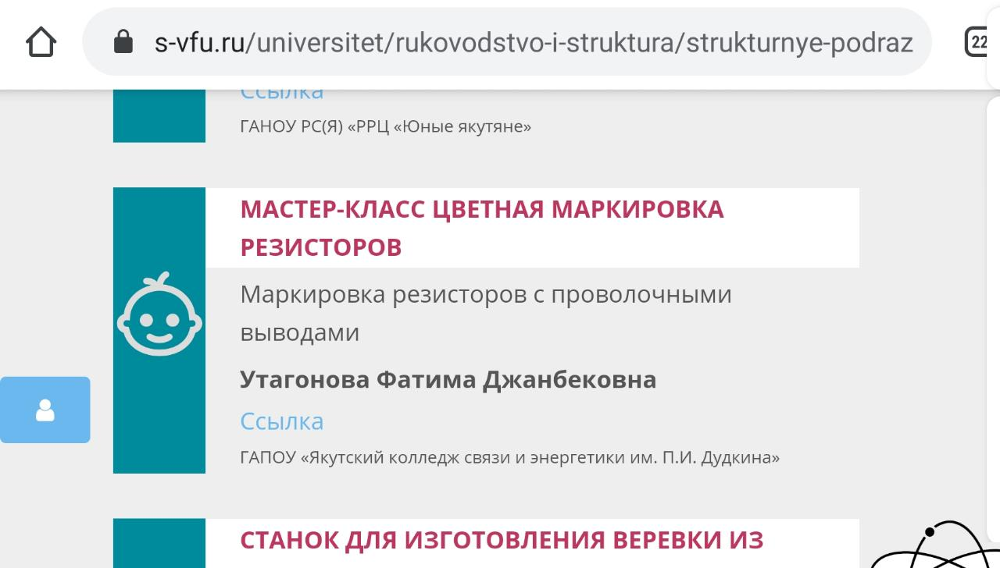 s-vfu.ru/universitet/rukovodstvo-i-struktura/strukturnye-podraz
22
Ссылка
ГАНОУ РС(Я) «РРЦ «Юные якутяне»
МАСТЕР-КЛАСС ЦВЕТНАЯ МАРКИРОВКА
РЕЗИСТОРОВ
Маркировка резисторов с проволочными
выводами
Утагонова Фатима Джанбековна
Ссылка
ГАПОУ «Якутский колледж связи и энергетики им. П.И. Дудкина»
СТАНОК ДЛЯ ИЗГОТОВЛЕНИЯ ВЕРЕВКИ ИЗ